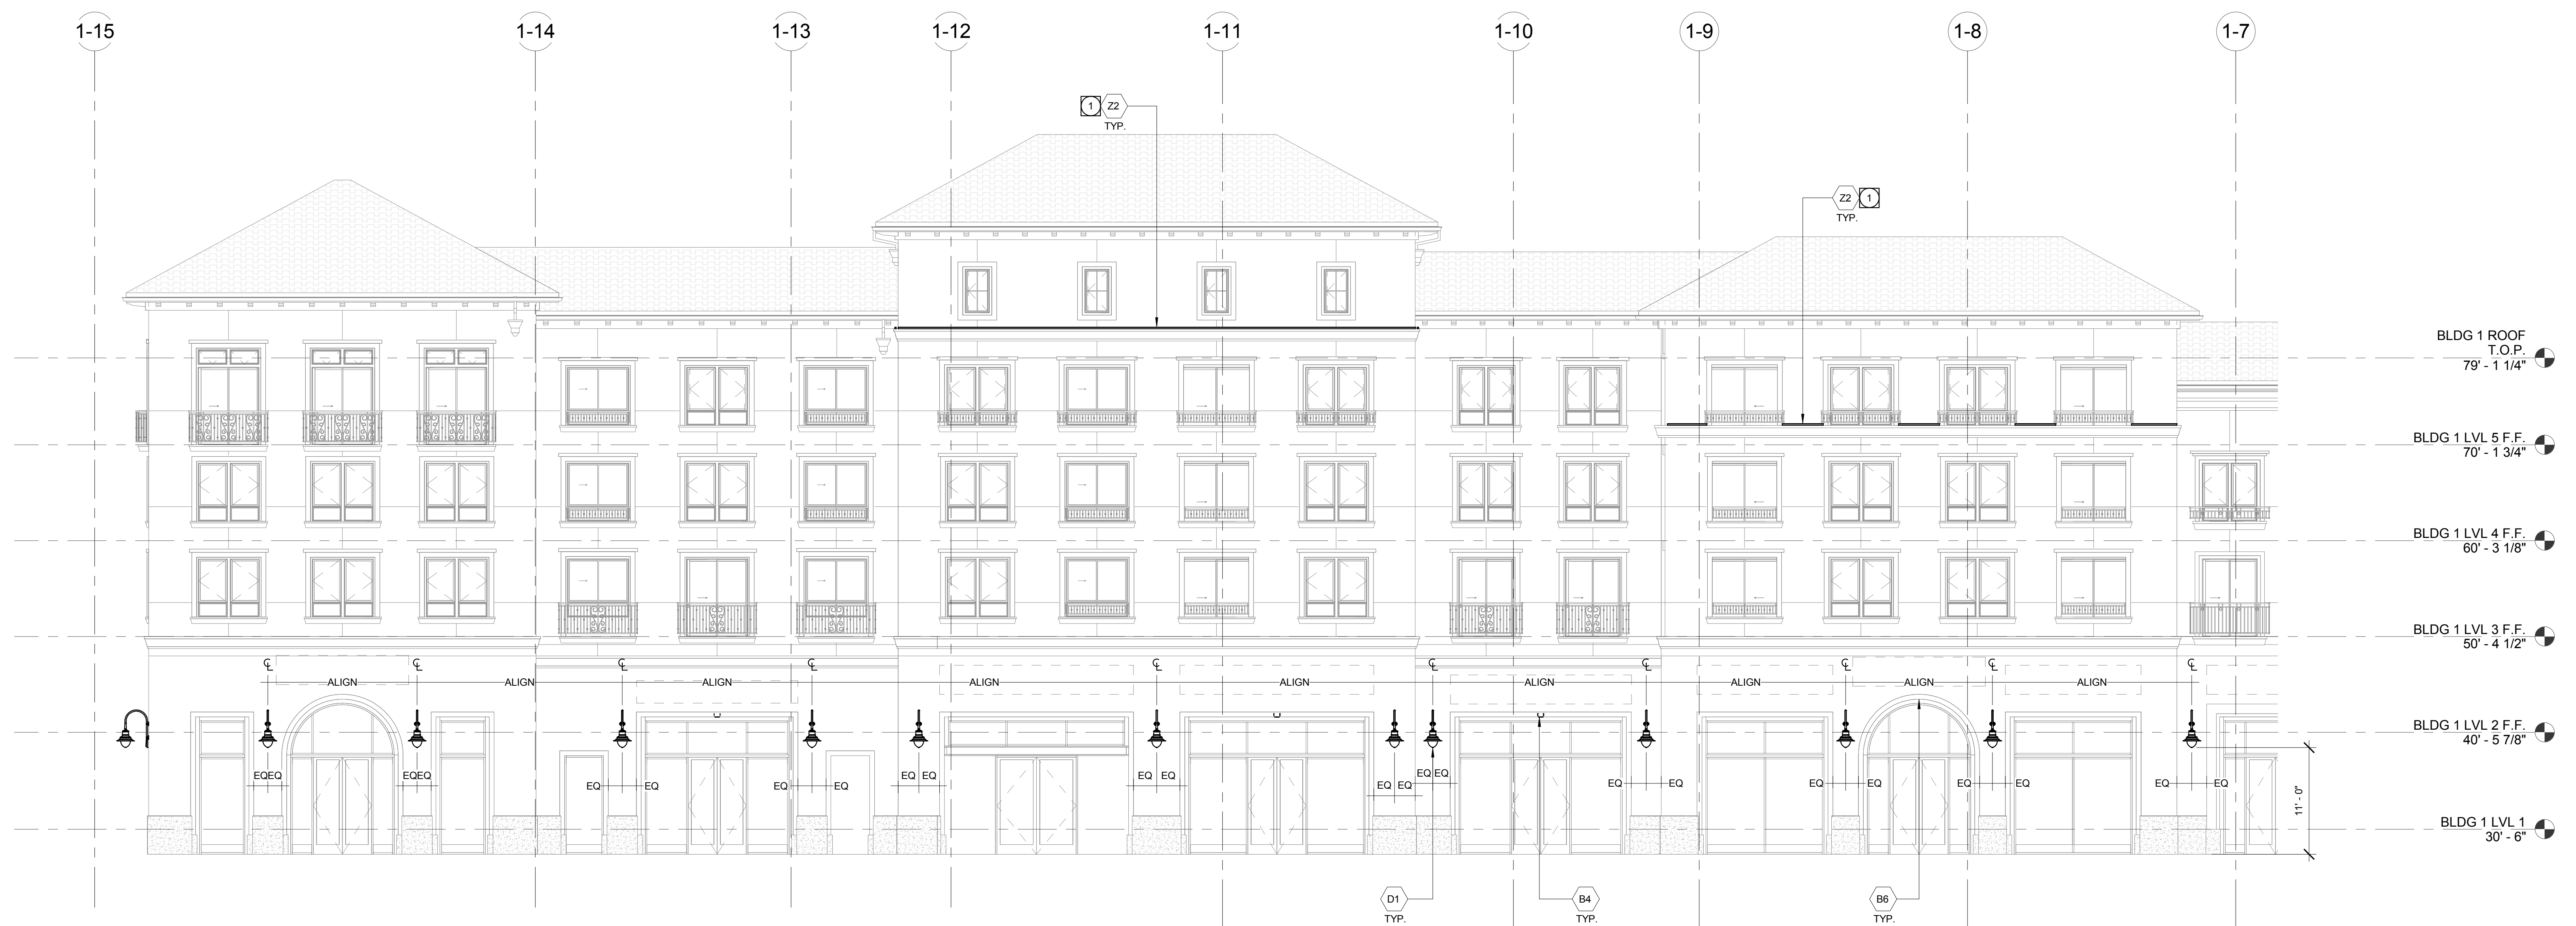 1-15
1-14
1-13
1-12
1-11
1-10
1-9
1-8
1-7
1
Z2
TYP.
Z2
1
TYP.
BLDG 1 ROOF
T.O.P.
79' - 1 1/4"
BLDG 1 LVL 5 F.F.
70' - 1 3/4"
BLDG 1 LVL 4 F.F.
60' - 3 1/8"
BLDG 1 LVL 3 F.F.
50' - 4 1/2"
℄
℄
℄
℄
℄
℄
℄
℄
℄
℄
ALIGN
ALIGN
ALIGN
ALIGN
ALIGN
ALIGN
ALIGN
ALIGN
ALIGN
BLDG 1 LVL 2 F.F.
40' - 5 7/8"
EQ EQ
EQ EQ
EQ EQ
EQ EQ
EQ EQ
EQ EQ
EQ EQ
EQ EQ
EQ EQ
EQ EQ
EQ EQ
EQ EQ
11' - 0"
BLDG 1 LVL 1
30' - 6"
D1
TYP.
B4
TYP.
B6
TYP.